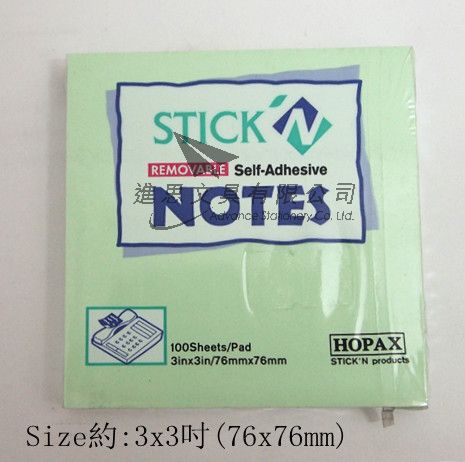 STICK'N
REMOVABLE Self-Adhesive
進思文具有限公司
NOTES
Advance Stationery Co. Ltd.
100Sheets/Pad
3inx3in/76mmx76mm
HOPAX
STICK'N products
Size約:3x3吋(76x76mm)